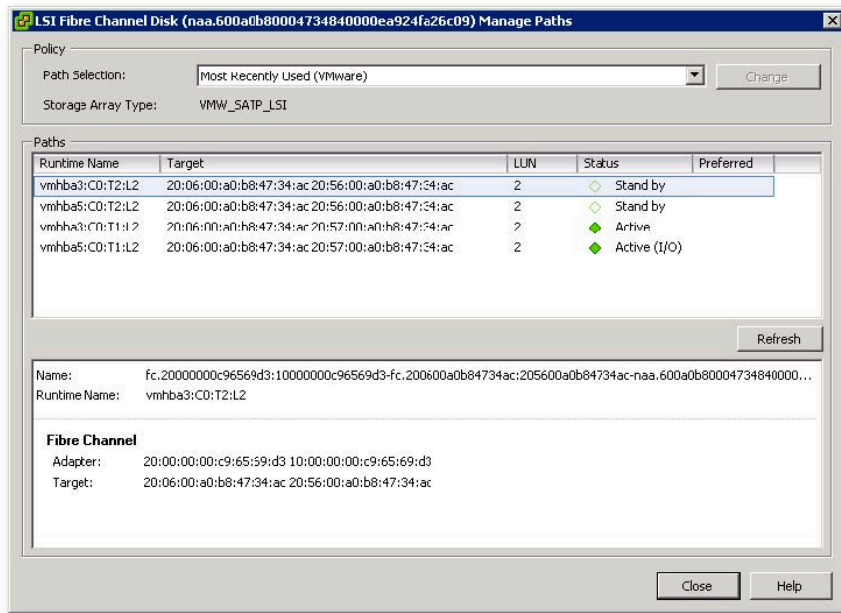 LSI Fibre Channel Disk (naa.600a0b80004734840000ea924fa26c09) Manage Paths
Policy
Path Selection: Most Recently Used (VMware) Change
Storage Array Type: VMW_SATP_LSI
Paths
Runtime Name Target LUN Status Preferred
vmhba3:C0:T2:L2 20:06:00:a0:b8:47:34:ac 20:56:00:a0:b8:47:34:ac 2 Stand by
vmhba5:C0:T2:L2 20:06:00:a0:b8:47:34:ac 20:56:00:a0:b8:47:34:ac 2 Stand by
vmhba3:C0:T1:L2 20:06:00:a0:b8:47:34:ac 20:57:00:a0:b8:47:34:ac 2 Active
vmhba5:C0:T1:L2 20:06:00:a0:b8:47:34:ac 20:57:00:a0:b8:47:34:ac 2 Active (I/O)
Refresh
Name: fc.20000000c96569d3:10000000c96569d3-fc.200600a0b84734ac:205600a0b84734ac-naa.600a0b80004734840000...
Runtime Name: vmhba3:C0:T2:L2
Fibre Channel
Adapter: 20:00:00:00:c9:65:69:d3 10:00:00:00:c9:65:69:d3
Target: 20:06:00:a0:b8:47:34:ac 20:56:00:a0:b8:47:34:ac
Close Help